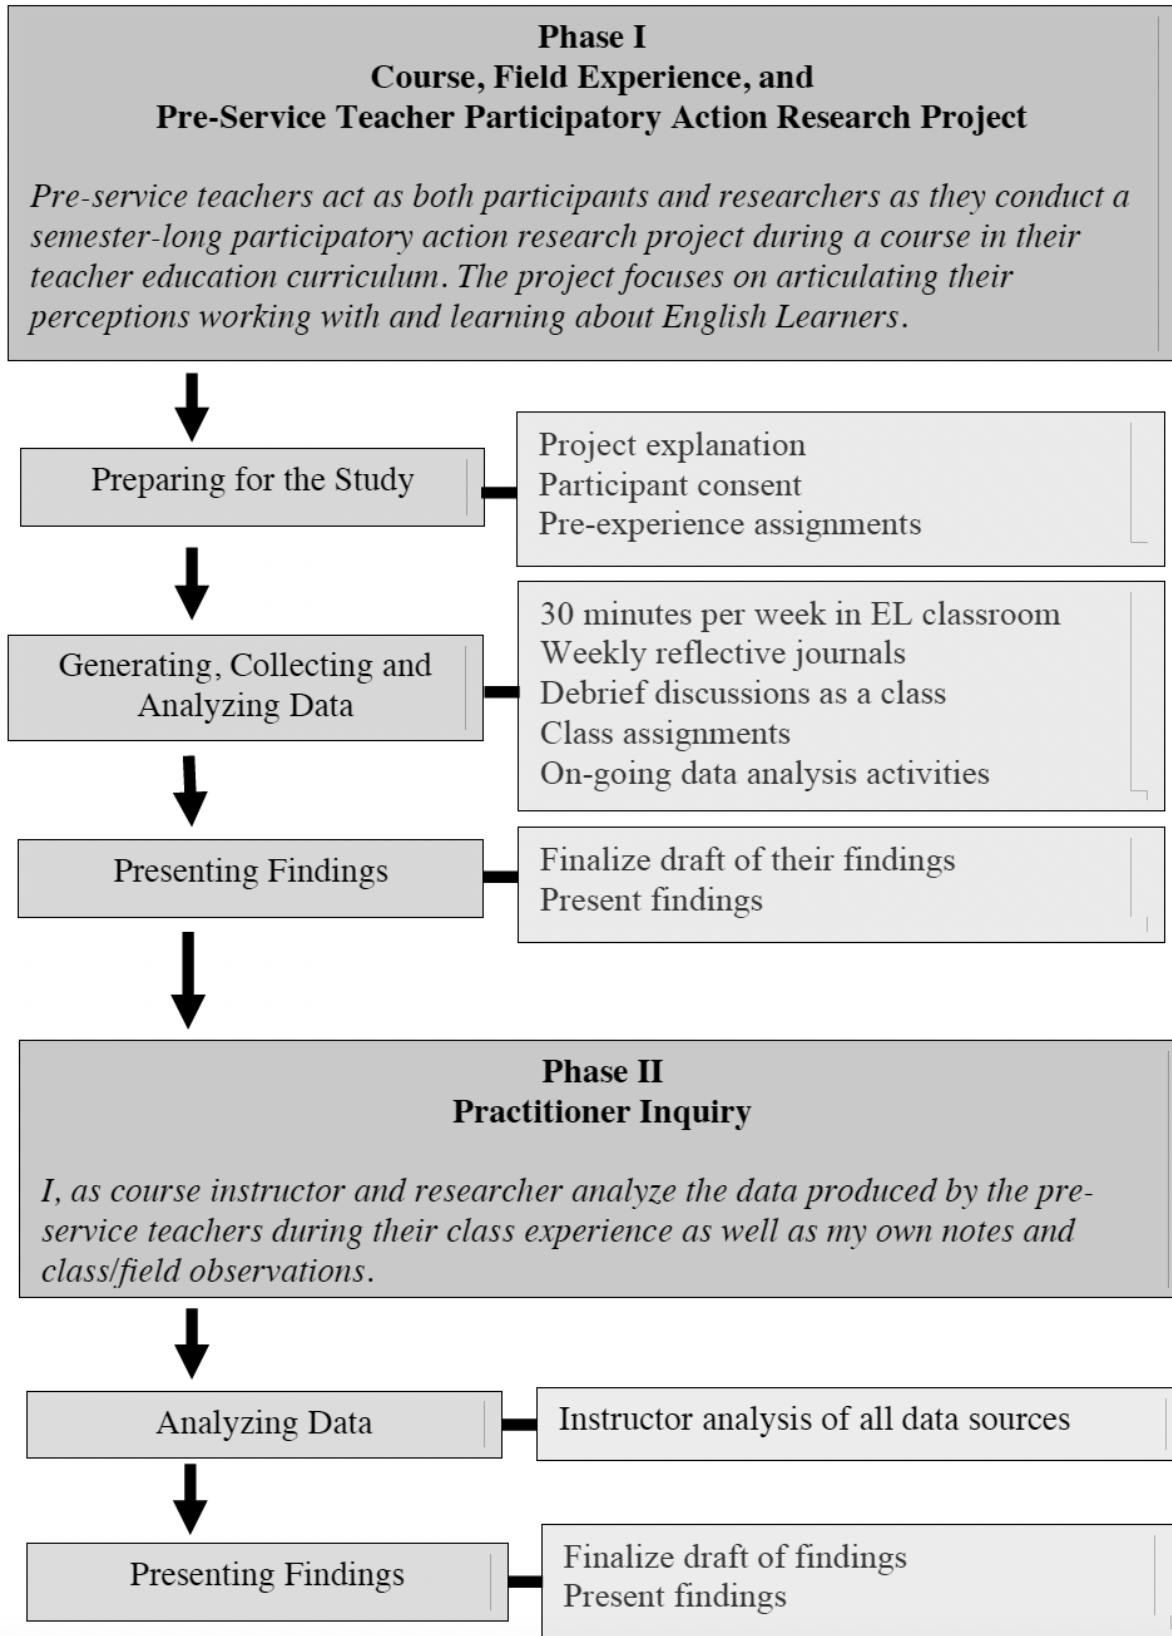 Phase I
Course, Field Experience, and
Pre-Service Teacher Participatory Action Research Project
Pre-service teachers act as both participants and researchers as they conduct a
semester-long participatory action research project during a course in their
teacher education curriculum. The project focuses on articulating their
perceptions working with and learning about English Learners.
Preparing for the Study
Project explanation
Participant consent
Pre-experience assignments
Generating, Collecting and
Analyzing Data
30 minutes per week in EL classroom
Weekly reflective journals
Debrief discussions as a class
Class assignments
On-going data analysis activities
Presenting Findings
Finalize draft of their findings
Present findings
Phase II
Practitioner Inquiry
I, as course instructor and researcher analyze the data produced by the pre-
service teachers during their class experience as well as my own notes and
class/field observations.
Analyzing Data
Instructor analysis of all data sources
Presenting Findings
Finalize draft of findings
Present findings